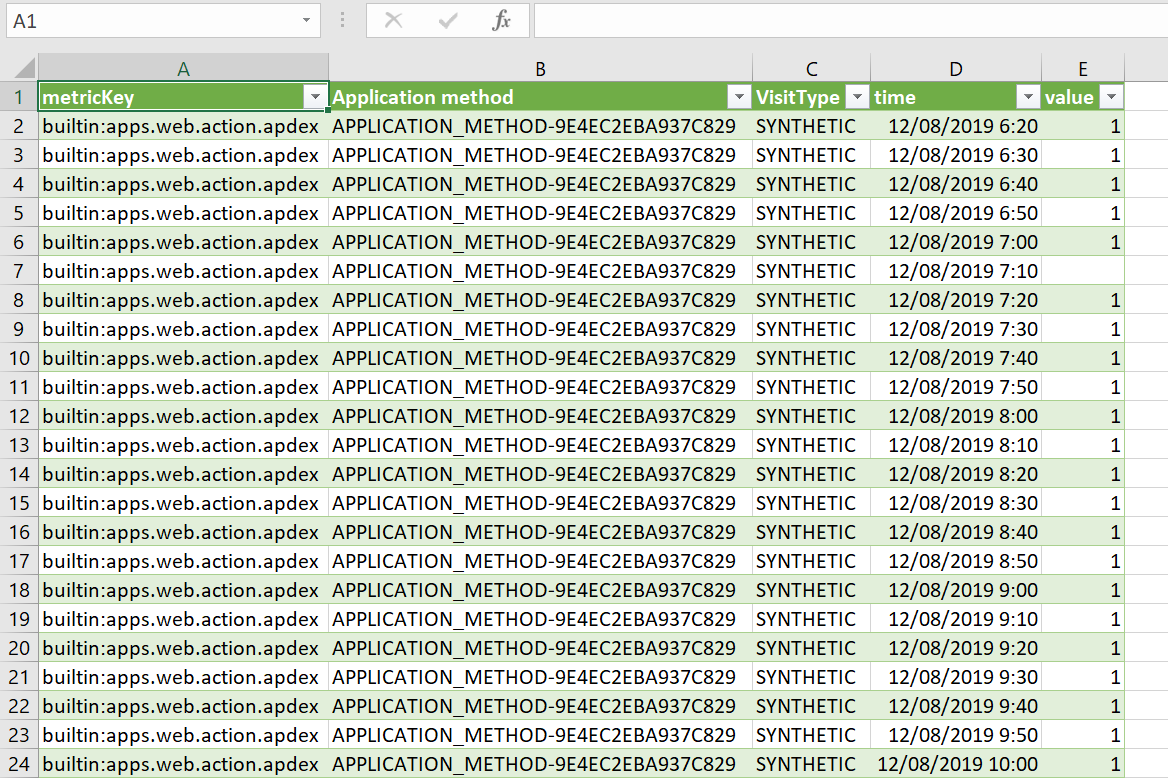 A1 fx
A B C D E
1 metricKey Application method VisitType time value
2 builtin:apps.web.action.apdex APPLICATION_METHOD-9E4EC2EBA937C829 SYNTHETIC 12/08/2019 6:20 1
3 builtin:apps.web.action.apdex APPLICATION_METHOD-9E4EC2EBA937C829 SYNTHETIC 12/08/2019 6:30 1
4 builtin:apps.web.action.apdex APPLICATION_METHOD-9E4EC2EBA937C829 SYNTHETIC 12/08/2019 6:40 1
5 builtin:apps.web.action.apdex APPLICATION_METHOD-9E4EC2EBA937C829 SYNTHETIC 12/08/2019 6:50 1
6 builtin:apps.web.action.apdex APPLICATION_METHOD-9E4EC2EBA937C829 SYNTHETIC 12/08/2019 7:00 1
7 builtin:apps.web.action.apdex APPLICATION_METHOD-9E4EC2EBA937C829 SYNTHETIC 12/08/2019 7:10
8 builtin:apps.web.action.apdex APPLICATION_METHOD-9E4EC2EBA937C829 SYNTHETIC 12/08/2019 7:20 1
9 builtin:apps.web.action.apdex APPLICATION_METHOD-9E4EC2EBA937C829 SYNTHETIC 12/08/2019 7:30 1
10 builtin:apps.web.action.apdex APPLICATION_METHOD-9E4EC2EBA937C829 SYNTHETIC 12/08/2019 7:40 1
11 builtin:apps.web.action.apdex APPLICATION_METHOD-9E4EC2EBA937C829 SYNTHETIC 12/08/2019 7:50 1
12 builtin:apps.web.action.apdex APPLICATION_METHOD-9E4EC2EBA937C829 SYNTHETIC 12/08/2019 8:00 1
13 builtin:apps.web.action.apdex APPLICATION_METHOD-9E4EC2EBA937C829 SYNTHETIC 12/08/2019 8:10 1
14 builtin:apps.web.action.apdex APPLICATION_METHOD-9E4EC2EBA937C829 SYNTHETIC 12/08/2019 8:20 1
15 builtin:apps.web.action.apdex APPLICATION_METHOD-9E4EC2EBA937C829 SYNTHETIC 12/08/2019 8:30 1
16 builtin:apps.web.action.apdex APPLICATION_METHOD-9E4EC2EBA937C829 SYNTHETIC 12/08/2019 8:40 1
17 builtin:apps.web.action.apdex APPLICATION_METHOD-9E4EC2EBA937C829 SYNTHETIC 12/08/2019 8:50 1
18 builtin:apps.web.action.apdex APPLICATION_METHOD-9E4EC2EBA937C829 SYNTHETIC 12/08/2019 9:00 1
19 builtin:apps.web.action.apdex APPLICATION_METHOD-9E4EC2EBA937C829 SYNTHETIC 12/08/2019 9:10 1
20 builtin:apps.web.action.apdex APPLICATION_METHOD-9E4EC2EBA937C829 SYNTHETIC 12/08/2019 9:20 1
21 builtin:apps.web.action.apdex APPLICATION_METHOD-9E4EC2EBA937C829 SYNTHETIC 12/08/2019 9:30 1
22 builtin:apps.web.action.apdex APPLICATION_METHOD-9E4EC2EBA937C829 SYNTHETIC 12/08/2019 9:40 1
23 builtin:apps.web.action.apdex APPLICATION_METHOD-9E4EC2EBA937C829 SYNTHETIC 12/08/2019 9:50 1
24 builtin:apps.web.action.apdex APPLICATION_METHOD-9E4EC2EBA937C829 SYNTHETIC 12/08/2019 10:00 1